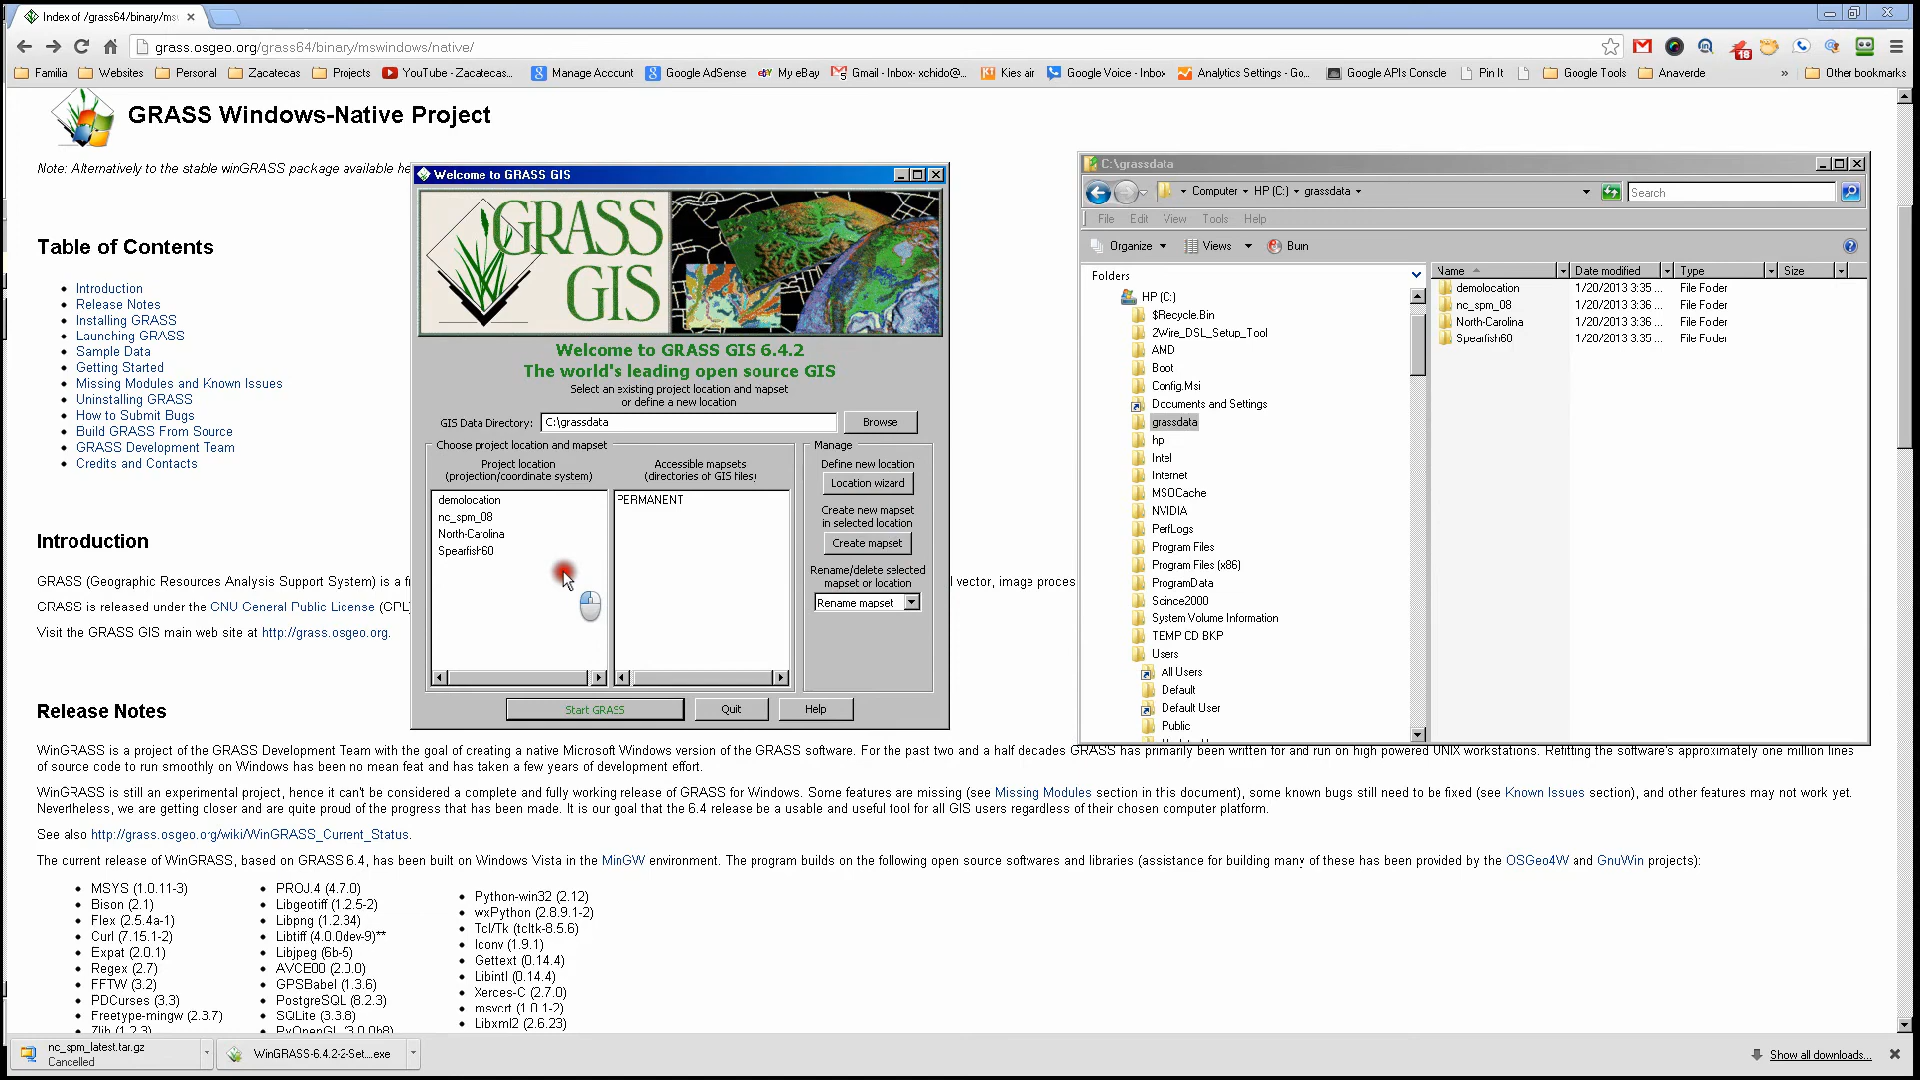 Index of /grass64/binary/ms
grass.osgeo.org/grass64/binary/mswindows/native/
18
Familia
Websites
Personal
Zacatecas
Projects
YouTube - Zacatecas...
Manage Account
Google AdSense
My eBay
Gmail - Inbox- xchido@...
Kies air
Google Voice - Inbox
Analytics Settings - Go...
Google APIs Console
Pin It
Google Tools
Anaverde
»
Other bookmarks
GRASS Windows-Native Project
Note: Alternatively to the stable winGRASS package available he
Table of Contents
Introduction
Release Notes
Installing GRASS
Launching GRASS
Sample Data
Getting Started
Missing Modules and Known Issues
Uninstalling GRASS
How to Submit Bugs
Build GRASS From Source
GRASS Development Team
Credits and Contacts
Introduction
GRASS (Geographic Resources Analysis Support System) is a f
l vector, image process
GRASS is released under the GNU General Public License (GPL)
Visit the GRASS GIS main web site at http://grass.osgeo.org.
Welcome to GRASS GIS
GRASS
GIS
Welcome to GRASS GIS 6.4.2
The world's leading open source GIS
Select an existing project location and mapset
or define a new location
GIS Data Directory:
C:\grassdata
Browse
Choose project location and mapset
Project location
(projection/coordinate system)
demolocation
nc_spm_08
North-Carolina
Spearfish60
Accessible mapsets
(directories of GIS files)
PERMANENT
Manage
Define new location
Location wizard
Create new mapset
in selected location
Create mapset
Rename/delete selected
mapset or location
Rename mapset
Start GRASS
Quit
Help
C:\grassdata
Computer
HP (C:)
grassdata
Search
File
Edit
View
Tools
Help
Organize
Views
Burn
Folders
HP (C:)
$Recycle.Bin
2Wire_DSL_Setup_Tool
AMD
Boot
Config.Msi
Documents and Settings
grassdata
hp
Intel
Internet
MSOCache
NVIDIA
PerfLogs
Program Files
Program Files (x86)
ProgramData
Scince2000
System Volume Information
TEMP CD BKP
Users
All Users
Default
Default User
Public
Name
Date modified
Type
Size
demolocation 1/20/2013 3:35 ... File Folder
nc_spm_08 1/20/2013 3:36 ... File Folder
North-Carolina 1/20/2013 3:36 ... File Folder
Spearfish60 1/20/2013 3:35 ... File Folder
Release Notes
WinGRASS is a project of the GRASS Development Team with the goal of creating a native Microsoft Windows version of the GRASS software. For the past two and a half decades GRASS has primarily been written for and run on high powered UNIX workstations. Refitting the software's approximately one million lines
of source code to run smoothly on Windows has been no mean feat and has taken a few years of development effort.
WinGRASS is still an experimental project, hence it can't be considered a complete and fully working release of GRASS for Windows. Some features are missing (see Missing Modules section in this document), some known bugs still need to be fixed (see Known Issues section), and other features may not work yet.
Nevertheless, we are getting closer and are quite proud of the progress that has been made. It is our goal that the 6.4 release be a usable and useful tool for all GIS users regardless of their chosen computer platform.
See also http://grass.osgeo.org/wiki/WinGRASS_Current_Status.
The current release of WinGRASS, based on GRASS 6.4, has been built on Windows Vista in the MinGW environment. The program builds on the following open source softwares and libraries (assistance for building many of these has been provided by the OSGeo4W and GnuWin projects):
MSYS (1.0.11-3)
Bison (2.1)
Flex (2.5.4a-1)
Curl (7.15.1-2)
Expat (2.0.1)
Regex (2.7)
FFTW (3.2)
PDCurses (3.3)
Freetype-mingw (2.3.7)
Zlib (1.2.3)
PROJ.4 (4.7.0)
Libgeotiff (1.2.5-2)
Libpng (1.2.34)
Libtiff (4.0.0dev-9)**
Libjpeg (6b-5)
AVCE00 (2.0.0)
GPSBabel (1.3.6)
PostgreSQL (8.2.3)
SQLite (3.3.8)
PyOpenGL (3.0.0b8)
Python-win32 (2.12)
wxPython (2.8.9.1-2)
Tcl/Tk (tcltk-8.5.6)
Iconv (1.9.1)
Gettext (0.14.4)
Libintl (0.14.4)
Xerces-C (2.7.0)
msvcrt (1.0.1-2)
Libxml2 (2.6.23)
nc_spm_latest.tar.gz
Cancelled
WinGRASS-6.4.2-2-Set....exe
Show all downloads...